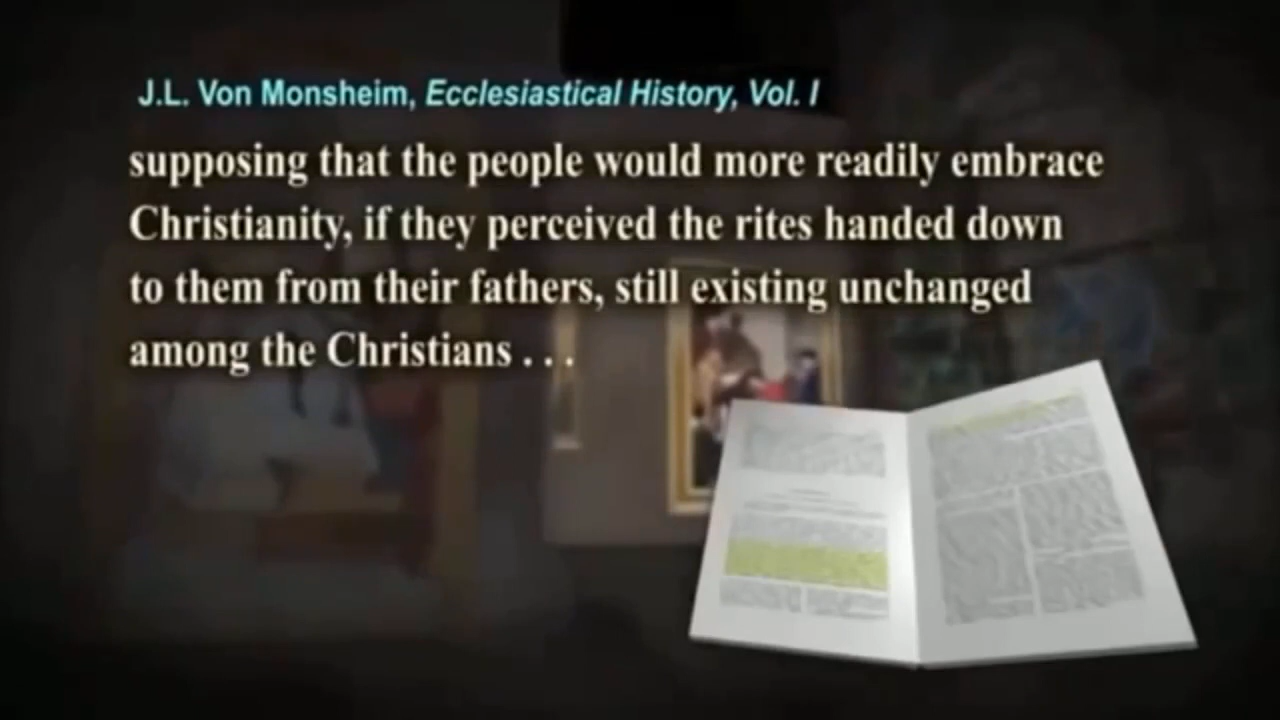 J.L. Von Monsheim, Ecclesiastical History, Vol. I
supposing that the people would more readily embrace
Christianity, if they perceived the rites handed down
to them from their fathers, still existing unchanged
among the Christians . . .